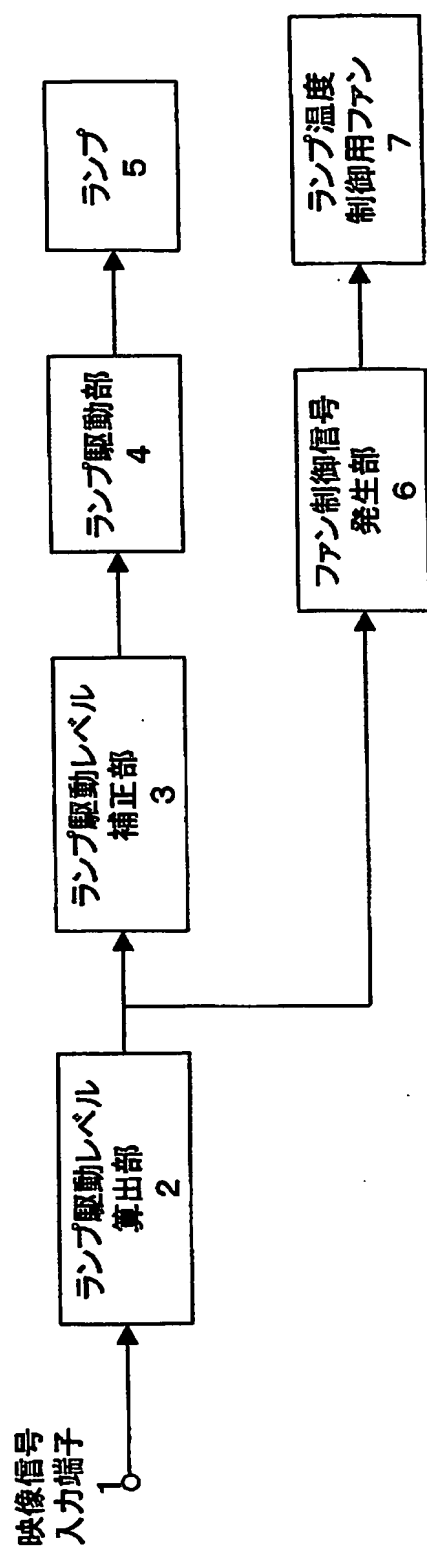 映像信号
入力端子
1
ランプ駆動レベル
算出部
2
ランプ駆動レベル
補正部
3
ランプ駆動部
4
ランプ
5
ファン制御信号
発生部
6
ランプ温度
制御用ファン
7